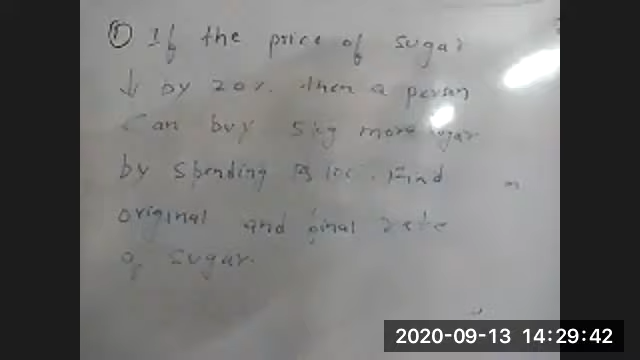 ① If the price of sugar
↓ by 20%. then a person
can buy 5kg more sugar
by spending Rs 100. Find
original and final rate
of sugar.
2020-09-13 14:29:42